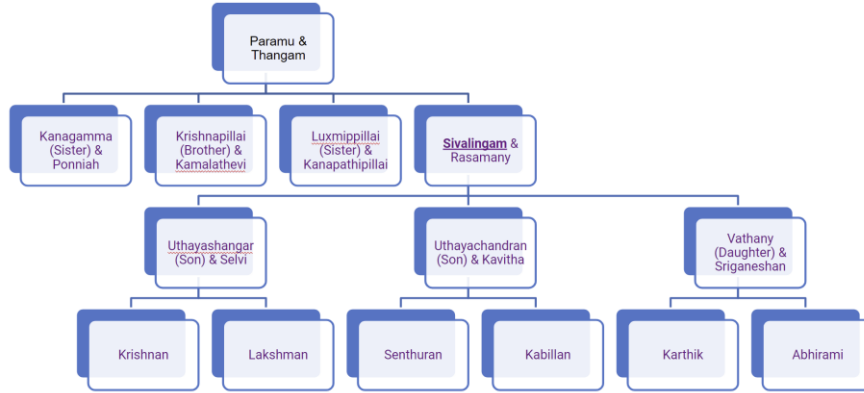 Paramu &
Thangam
Kanagamma
(Sister) &
Ponniah
Krishnapillai
(Brother) &
Kamalathevi
Luxmippillai
(Sister) &
Kanapathipillai
Sivalingam &
Rasamany
Uthayashangar
(Son) & Selvi
Uthayachandran
(Son) & Kavitha
Vathany
(Daughter) &
Sriganeshan
Krishnan
Lakshman
Senthuran
Kabillan
Karthik
Abhirami